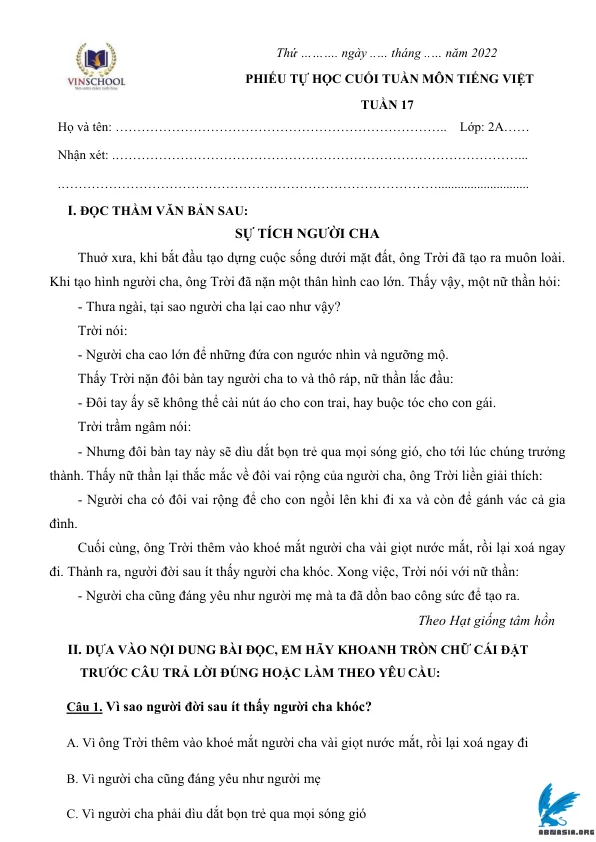 Thứ ………. ngày ..… tháng ..… năm 2022
VINSCHOOL
PHIẾU TỰ HỌC CUỐI TUẦN MÔN TIẾNG VIỆT
TUẦN 17
Họ và tên: ………………………………………………………………….. Lớp: 2A……
Nhận xét: …………………………………………………………………………………...
……………………………………………………………………………............................
I. ĐỌC THẦM VĂN BẢN SAU:
SỰ TÍCH NGƯỜI CHA
Thuở xưa, khi bắt đầu tạo dựng cuộc sống dưới mặt đất, ông Trời đã tạo ra muôn loài.
Khi tạo hình người cha, ông Trời đã nặn một thân hình cao lớn. Thấy vậy, một nữ thần hỏi:
- Thưa ngài, tại sao người cha lại cao như vậy?
Trời nói:
- Người cha cao lớn để những đứa con ngước nhìn và ngưỡng mộ.
Thấy Trời nặn đôi bàn tay người cha to và thô ráp, nữ thần lắc đầu:
- Đôi tay ấy sẽ không thể cài nút áo cho con trai, hay buộc tóc cho con gái.
Trời trầm ngâm nói:
- Nhưng đôi bàn tay này sẽ dìu dắt bọn trẻ qua mọi sóng gió, cho tới lúc chúng trưởng
thành. Thấy nữ thần lại thắc mắc về đôi vai rộng của người cha, ông Trời liền giải thích:
- Người cha có đôi vai rộng để cho con ngồi lên khi đi xa và còn để gánh vác cả gia
đình.
Cuối cùng, ông Trời thêm vào khoé mắt người cha vài giọt nước mắt, rồi lại xoá ngay
đi. Thành ra, người đời sau ít thấy người cha khóc. Xong việc, Trời nói với nữ thần:
- Người cha cũng đáng yêu như người mẹ mà ta đã dồn bao công sức để tạo ra.
Theo Hạt giống tâm hồn
II. DỰA VÀO NỘI DUNG BÀI ĐỌC, EM HÃY KHOANH TRÒN CHỮ CÁI ĐẶT
TRƯỚC CÂU TRẢ LỜI ĐÚNG HOẶC LÀM THEO YÊU CẦU:
Câu 1. Vì sao người đời sau ít thấy người cha khóc?
A. Vì ông Trời thêm vào khoé mắt người cha vài giọt nước mắt, rồi lại xoá ngay đi
B. Vì người cha cũng đáng yêu như người mẹ
C. Vì người cha phải dìu dắt bọn trẻ qua mọi sóng gió
ABNASIA.ORG